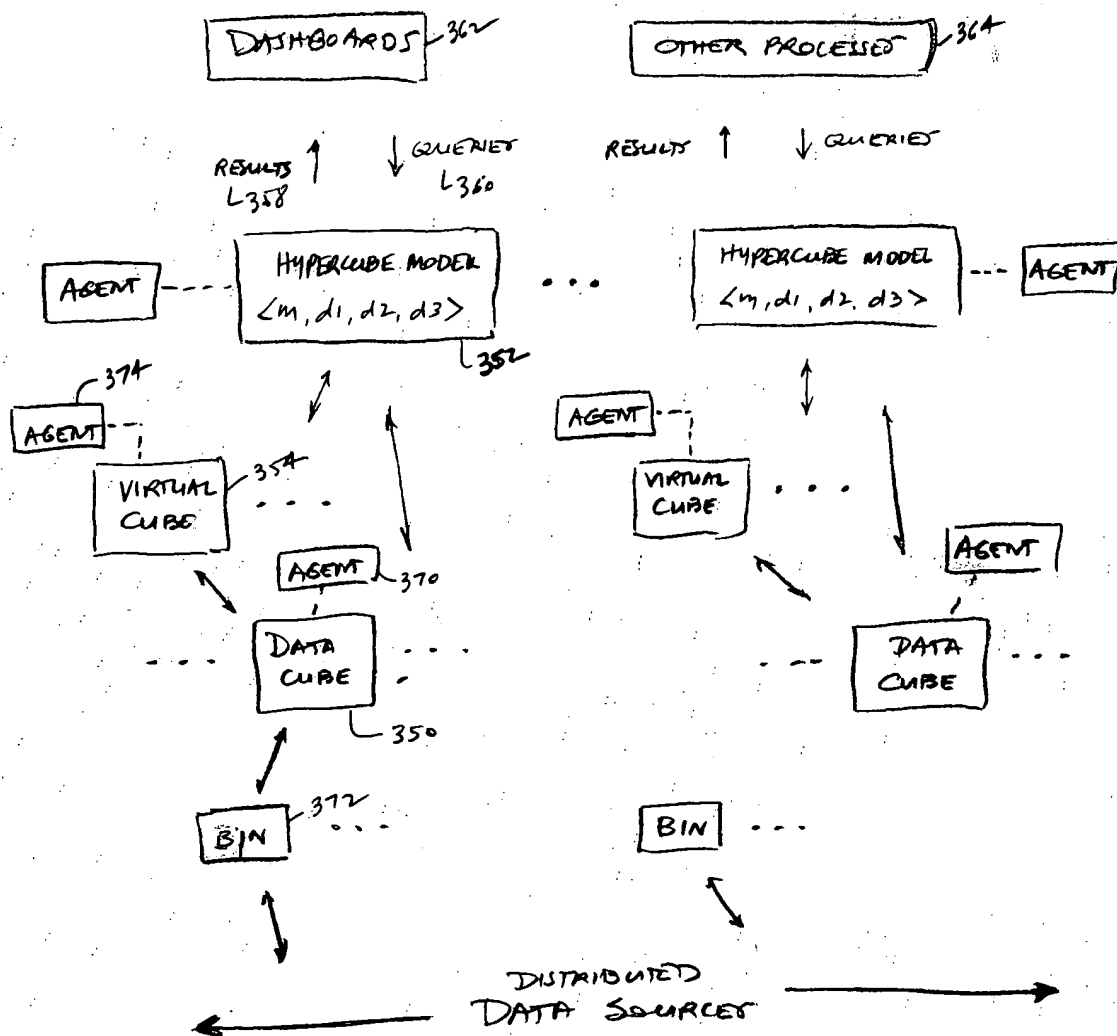 DASHBOARDS 362
OTHER PROCESSES 364
RESULTS
358
QUERIES
360
RESULTS
QUERIES
AGENT
HYPERCUBE MODEL
<m, d1, d2, d3>
352
...
HYPERCUBE MODEL
<m, d1, d2, d3>
AGENT
374
AGENT
VIRTUAL
CUBE
354
...
AGENT
VIRTUAL
CUBE
...
AGENT
370
AGENT
DATA
CUBE
350
DATA
CUBE
BIN
372
...
BIN
...
DISTRIBUTED
DATA SOURCES